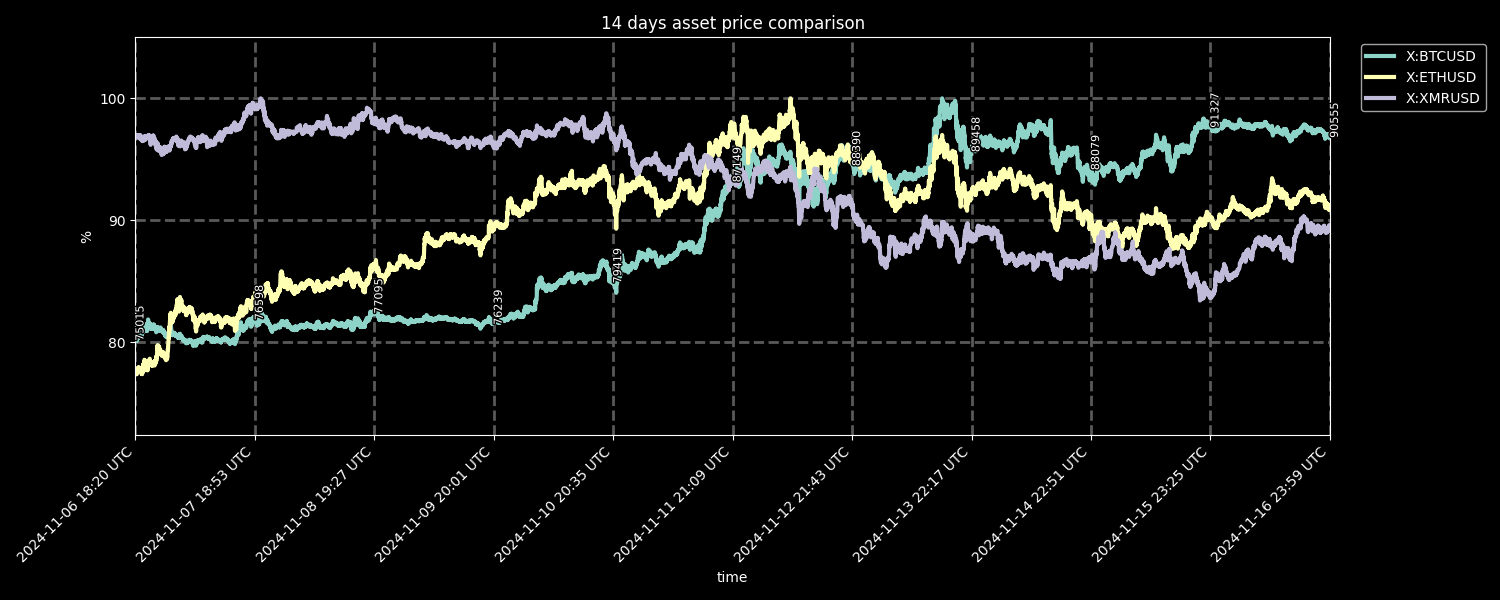 14 days asset price comparison
X:BTCUSD
X:ETHUSD
X:XMRUSD
100
90
80
%
75015
76598
77095
76239
79419
87149
88390
89458
88079
91327
90555
2024-11-06 18:20 UTC
2024-11-07 18:53 UTC
2024-11-08 19:27 UTC
2024-11-09 20:01 UTC
2024-11-10 20:35 UTC
2024-11-11 21:09 UTC
2024-11-12 21:43 UTC
2024-11-13 22:17 UTC
2024-11-14 22:51 UTC
2024-11-15 23:25 UTC
2024-11-16 23:59 UTC
time